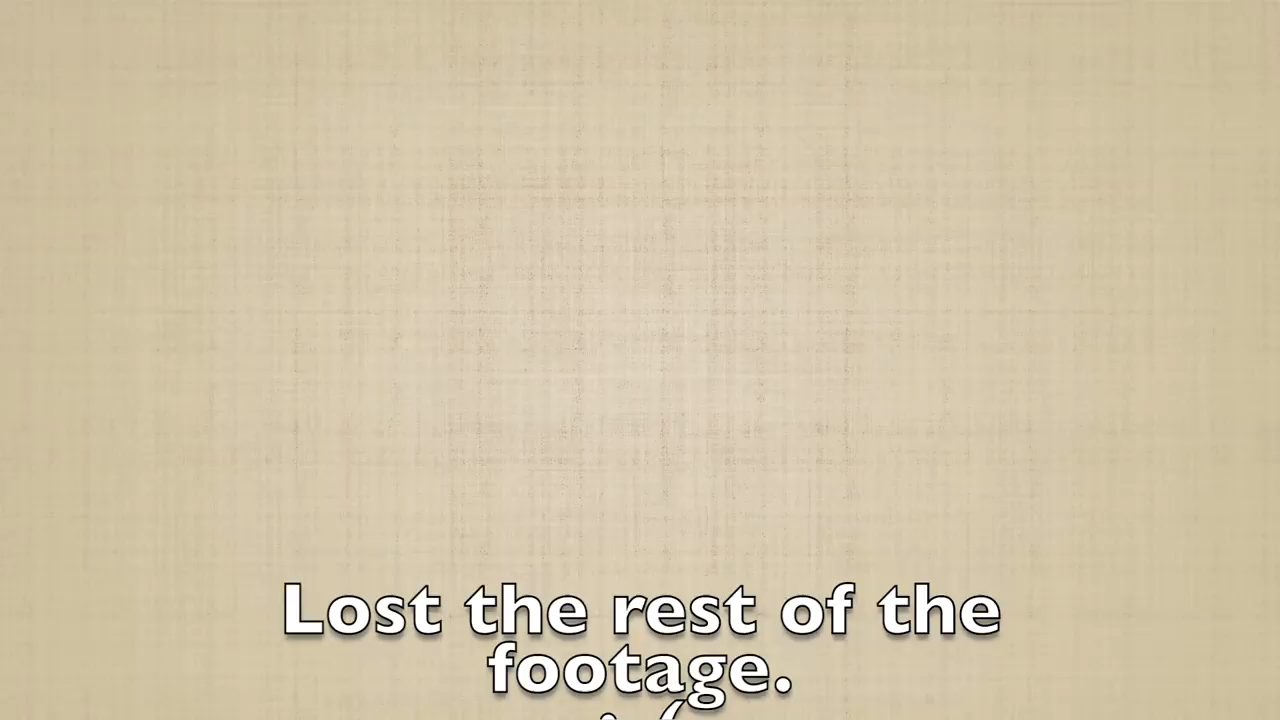 Lost the rest of the
footage.
:(